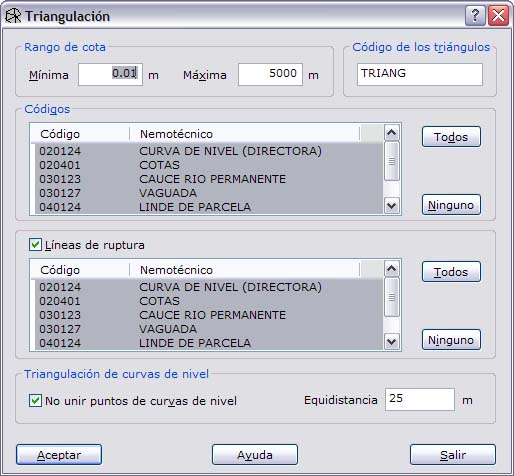 Triangulación
Rango de cota
Mínima 0.01 m Máxima 5000 m
Código de los triángulos
TRIANG
Códigos
Código Nemotécnico
020124 CURVA DE NIVEL (DIRECTORA)
020401 COTAS
030123 CAUCE RIO PERMANENTE
030127 VAGUADA
040124 LINDE DE PARCELA
Todos
Ninguno
Líneas de ruptura
Código Nemotécnico
020124 CURVA DE NIVEL (DIRECTORA)
020401 COTAS
030123 CAUCE RIO PERMANENTE
030127 VAGUADA
040124 LINDE DE PARCELA
Todos
Ninguno
Triangulación de curvas de nivel
No unir puntos de curvas de nivel Equidistancia 25 m
Aceptar Ayuda Salir